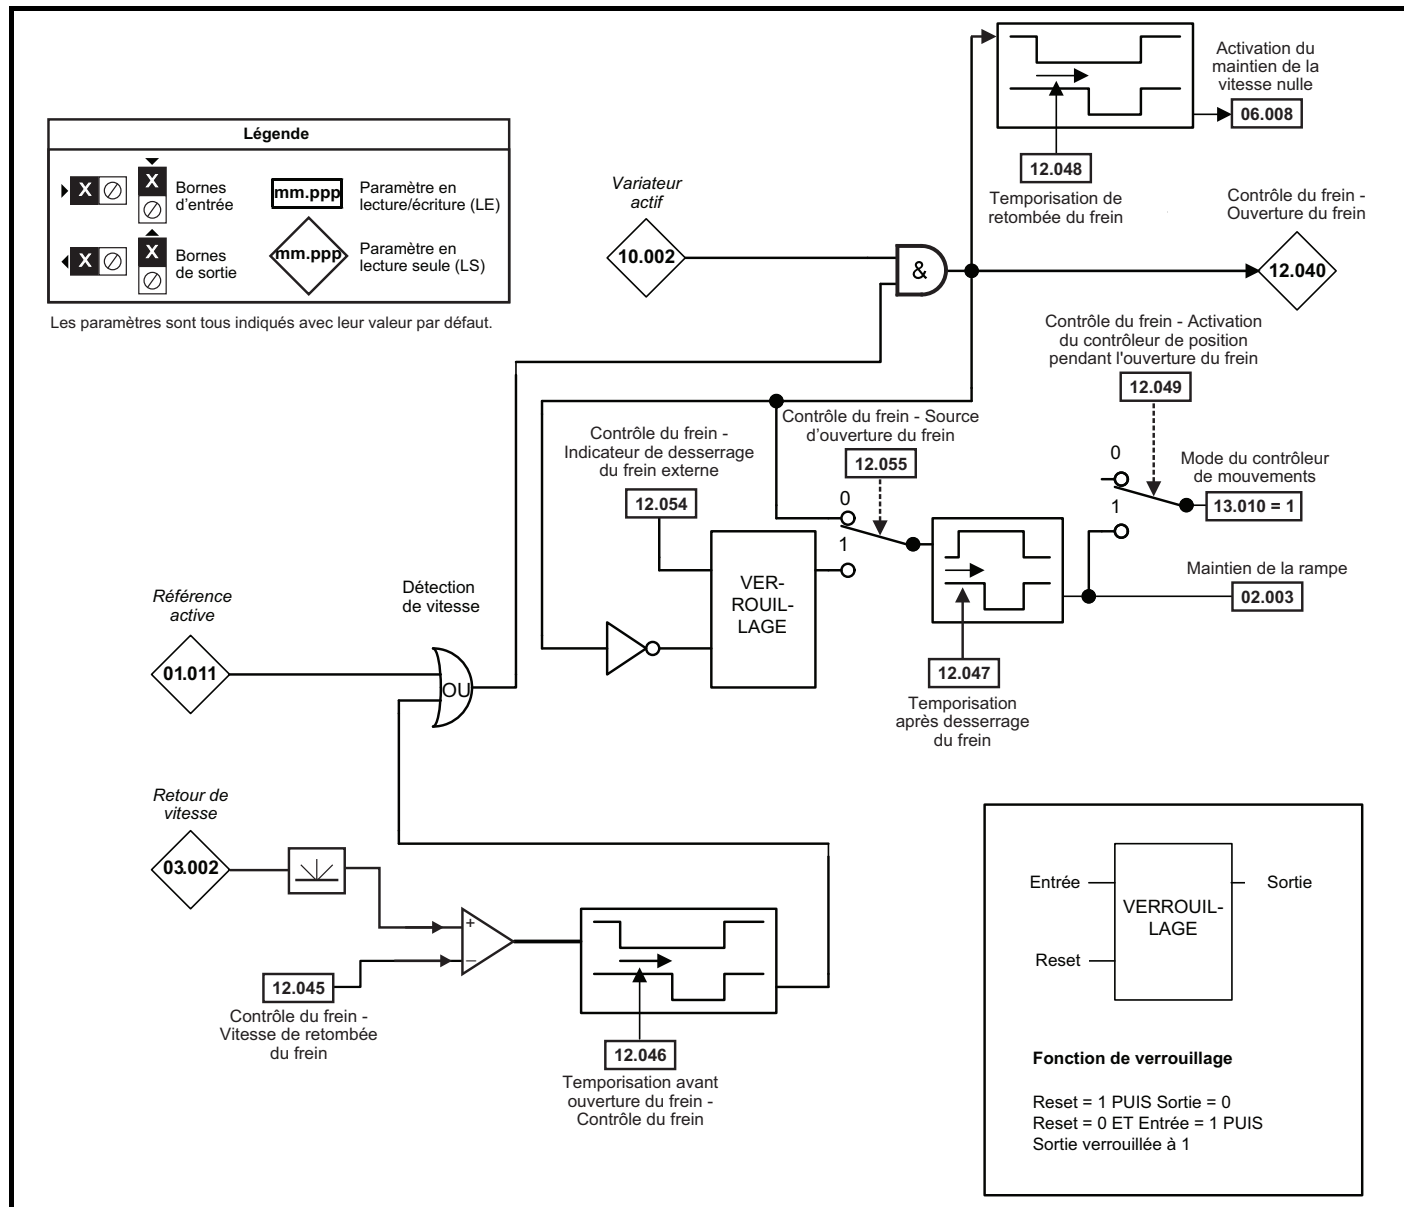 Activation du
maintien de la
vitesse nulle
06.008
12.048
Temporisation de
retombée du frein
Légende
X
X
Bornes
d'entrée
mm.ppp
Paramètre en
lecture/écriture (LE)
X
X
Bornes
de sortie
mm.ppp
Paramètre en
lecture seule (LS)
Les paramètres sont tous indiqués avec leur valeur par défaut.
Variateur
actif
10.002
&
Contrôle du frein -
Ouverture du frein
12.040
Contrôle du frein - Activation
du contrôleur de position
pendant l'ouverture du frein
12.049
Contrôle du frein - Source
d'ouverture du frein
12.055
Contrôle du frein -
Indicateur de desserrage
du frein externe
12.054
0
1
VER-
ROUIL-
LAGE
0
1
Mode du contrôleur
de mouvements
13.010 = 1
Maintien de la rampe
02.003
12.047
Temporisation
après desserrage
du frein
Détection
de vitesse
Référence
active
01.011
OU
Retour de
vitesse
03.002
+
–
12.045
Contrôle du frein -
Vitesse de retombée
du frein
12.046
Temporisation avant
ouverture du frein -
Contrôle du frein
Entrée
Sortie
VERROUIL-
LAGE
Reset
Fonction de verrouillage
Reset = 1 PUIS Sortie = 0
Reset = 0 ET Entrée = 1 PUIS
Sortie verrouillée à 1